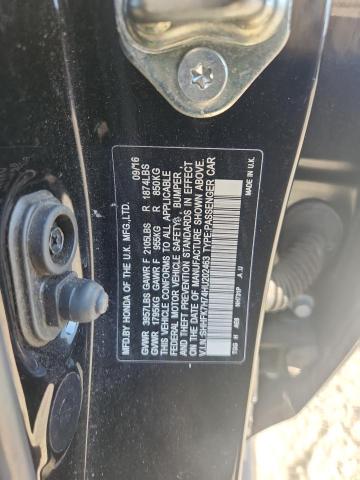 MFD.BY HONDA OF THE U.K. MFG.,LTD. 09/16
GVWR 3957LBS GAWR F 2105LBS R 1874LBS
GVWR 1795KG GAWR F 955KG R 850KG
THIS VEHICLE CONFORMS TO ALL APPLICABLE
FEDERAL MOTOR VEHICLE SAFETY, BUMPER,
AND THEFT PREVENTION STANDARDS IN EFFECT
ON THE DATE OF MANUFACTURE SHOWN ABOVE.
V.I.N. TYPE:PASSENGER CAR
MADE IN U.K.